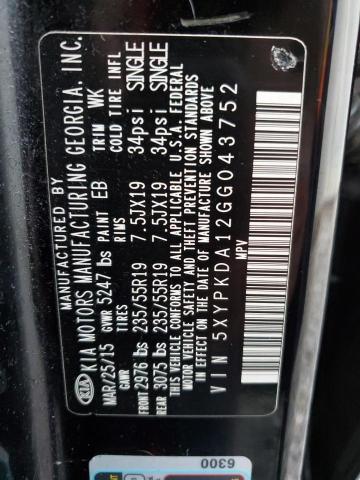 MANUFACTURED BY
KIA MOTORS MANUFACTURING GEORGIA, INC.
KIA
MAR/25/15 PAINT EB TRIM WK
GVWR 5247 lbs
GAWR TIRES RIMS COLD TIRE INFL
FRONT 2976 lbs 235/55R19 7.5JX19 34psi SINGLE
REAR 3075 lbs 235/55R19 7.5JX19 34psi SINGLE
THIS VEHICLE CONFORMS TO ALL APPLICABLE U.S.A. FEDERAL
MOTOR VEHICLE SAFETY AND THEFT PREVENTION
STANDARDS IN EFFECT ON THE DATE OF MANUFACTURE SHOWN ABOVE
VIN 5XYPKDA12GG043752
MPV
6300